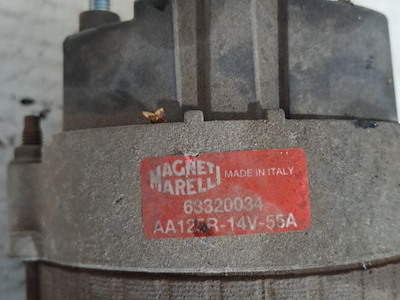 MAGNETI
MARELLI
MADE IN ITALY
63320034
AA125R-14V-55A